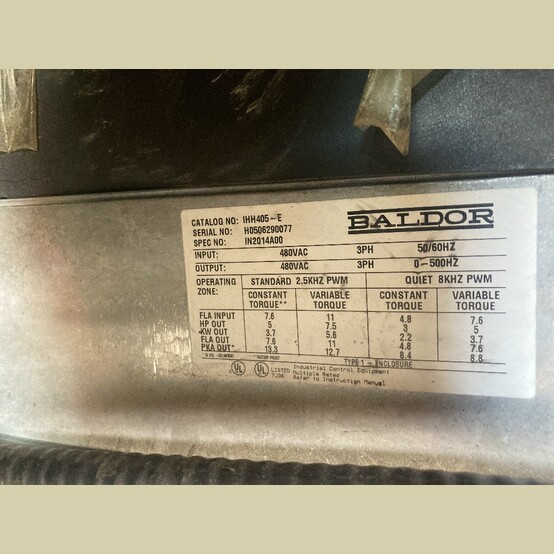 BALDOR
CATALOG NO: IHH405-E
SERIAL NO: H0506290077
SPEC NO: IN2014A00
INPUT: 480VAC 3PH 50/60HZ
OUTPUT: 480VAC 3PH 0-500HZ
OPERATING ZONE: STANDARD 2.5KHZ PWM QUIET 8KHZ PWM
CONSTANT TORQUE** VARIABLE TORQUE CONSTANT TORQUE VARIABLE TORQUE
FLA INPUT 7.6 11 4.8 7.6
HP OUT 5 7.5 3 5
KW OUT 3.7 5.6 2.2 3.7
FLA OUT 7.6 11 4.8 7.6
PKA OUT* 13.3 12.7 8.4 8.8
TYPE 1 - ENCLOSURE
UL UL LISTED Industrial Control Equipment
7J96 Multiple Rated
Refer to Instruction Manual